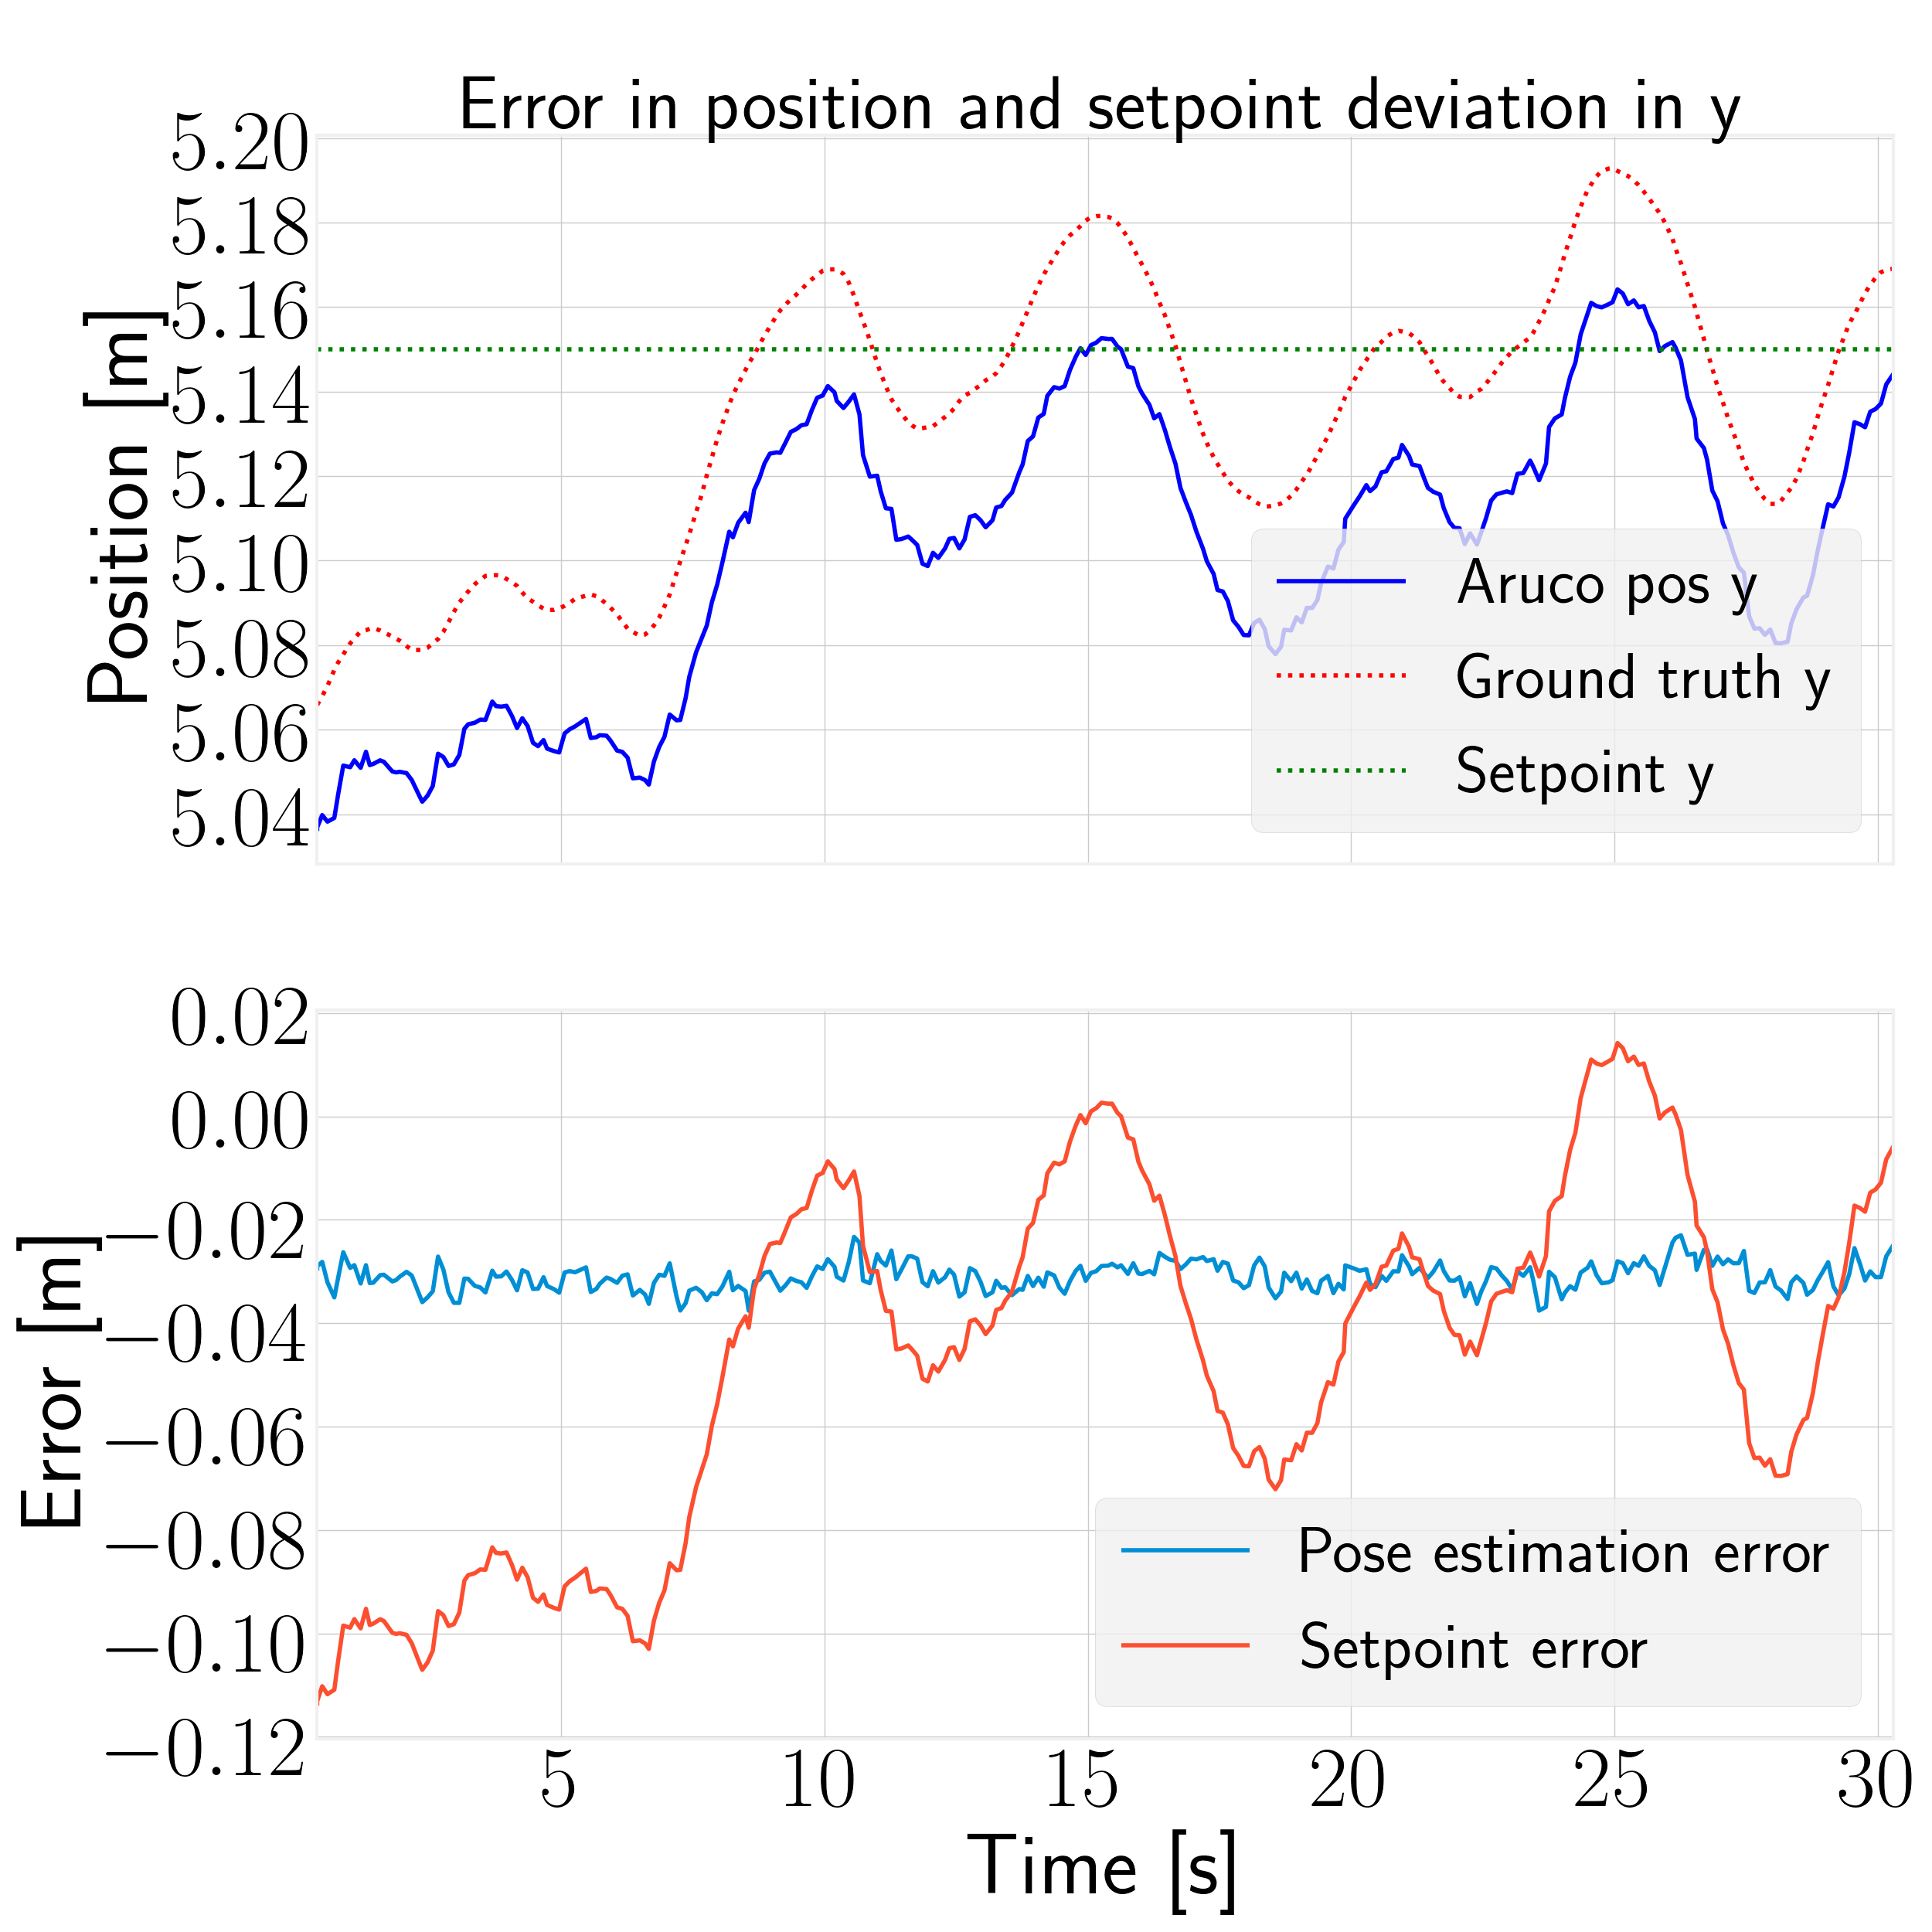 Error in position and setpoint deviation in y
Position [m]
5.20
5.18
5.16
5.14
5.12
5.10
5.08
5.06
5.04
Aruco pos y
Ground truth y
Setpoint y
Error [m]
0.02
0.00
−0.02
−0.04
−0.06
−0.08
−0.10
−0.12
Pose estimation error
Setpoint error
5 10 15 20 25 30
Time [s]